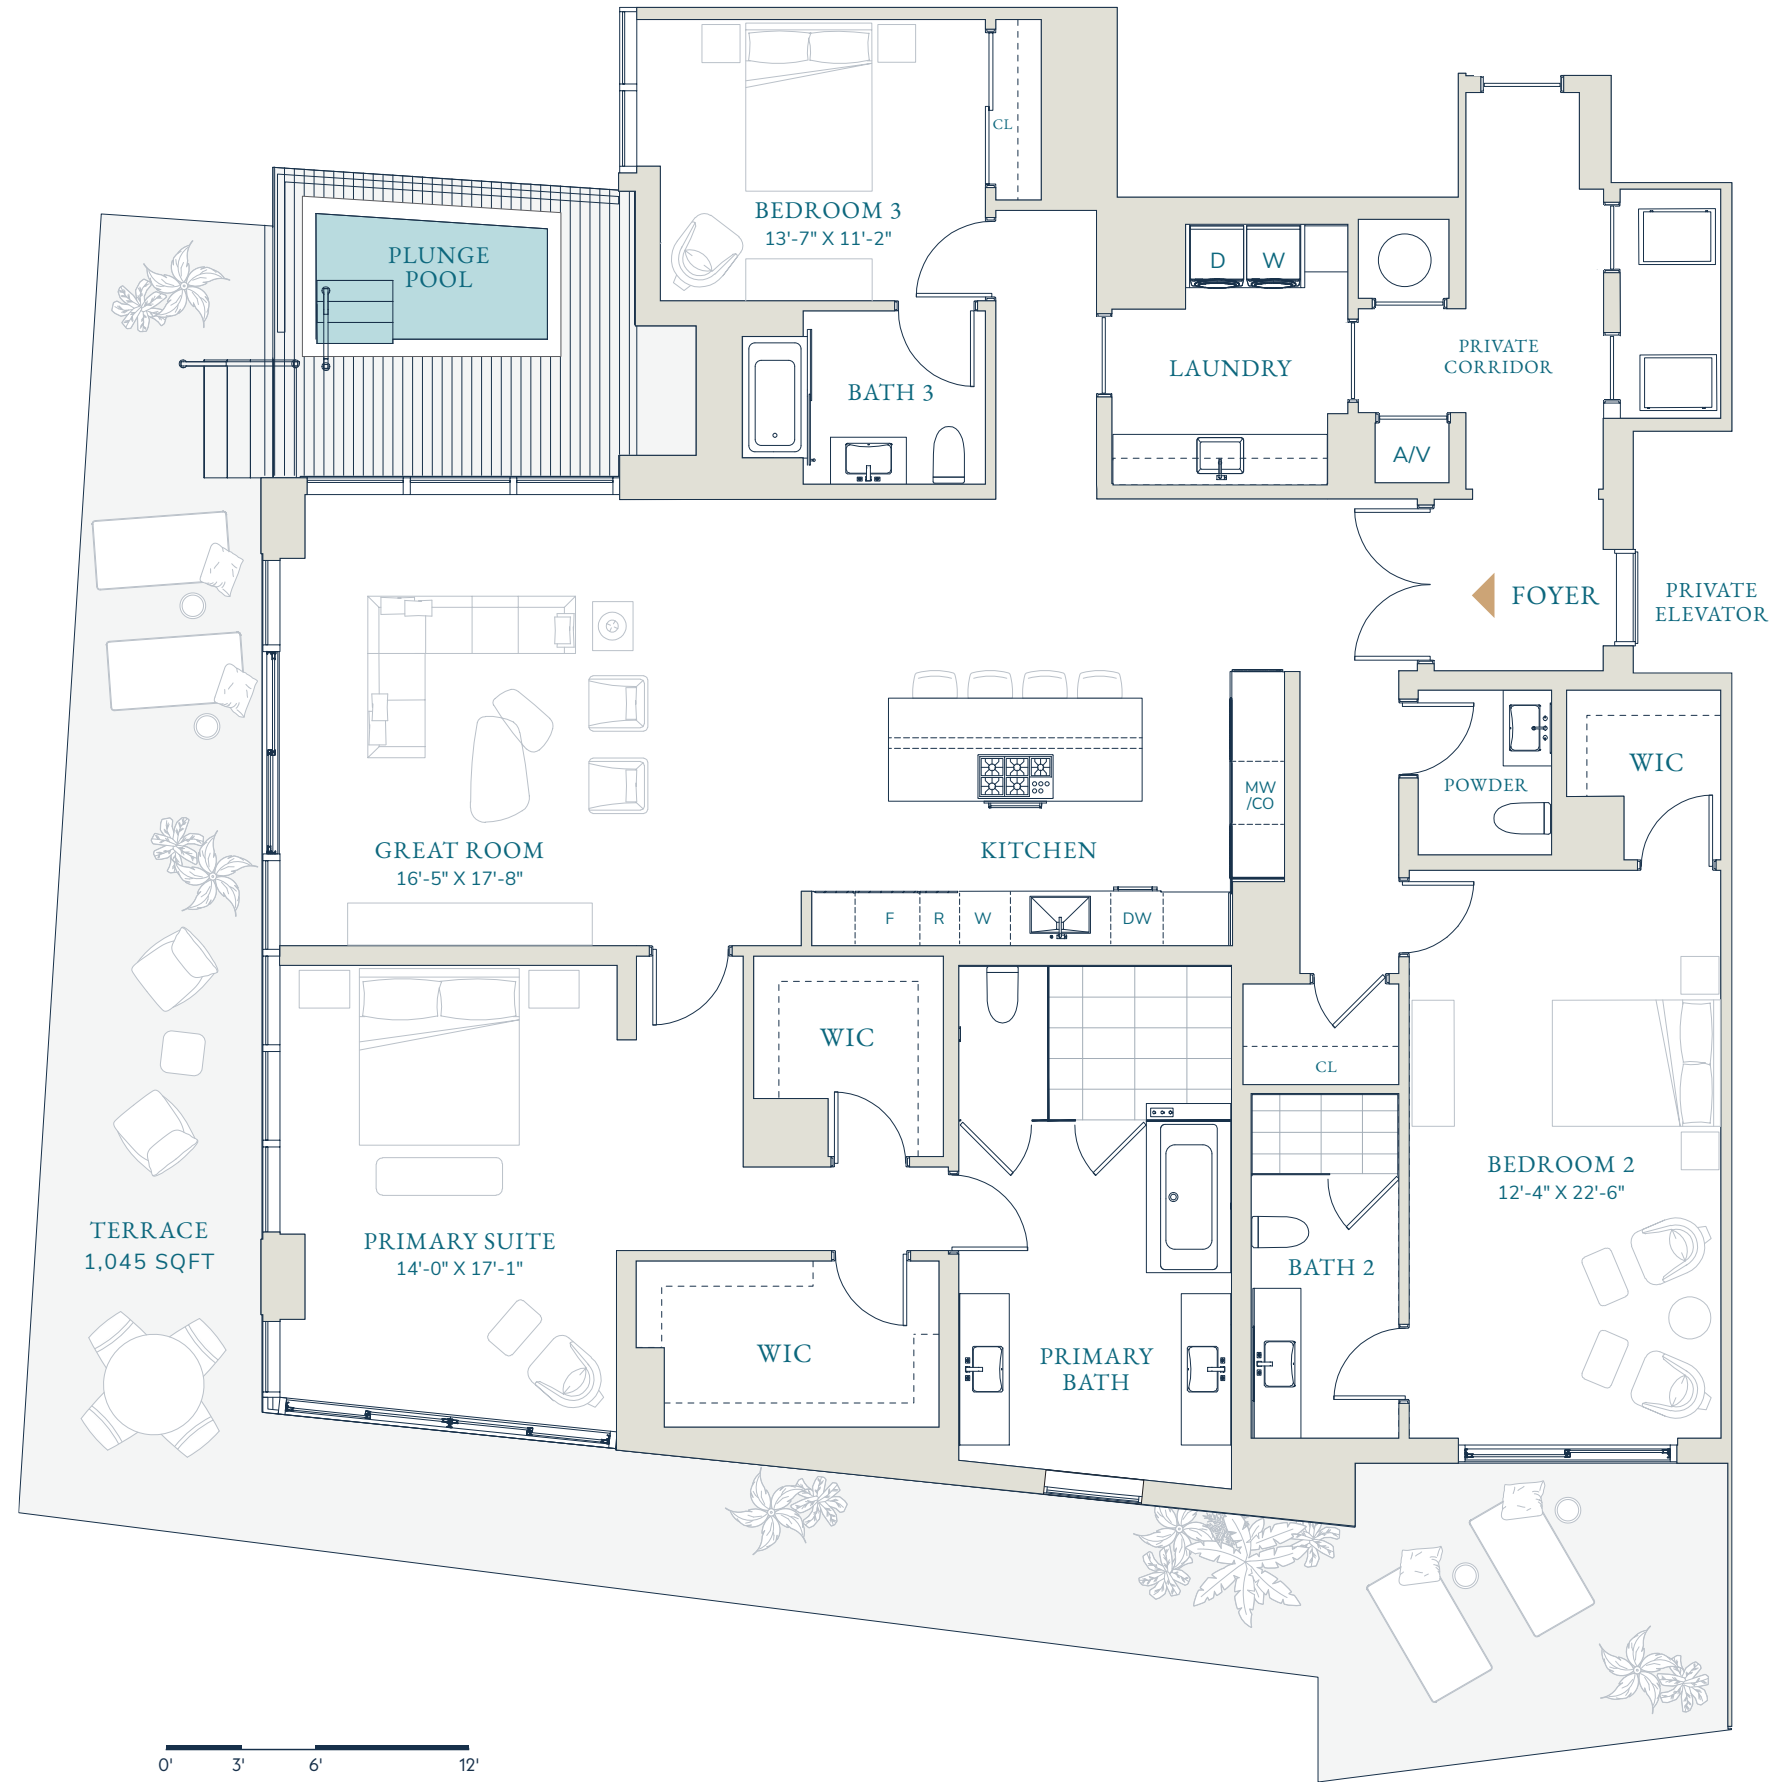 CL
BEDROOM 3
13'-7" X 11'-2"
PLUNGE
POOL
D
W
LAUNDRY
PRIVATE
CORRIDOR
BATH 3
A/V
FOYER
PRIVATE
ELEVATOR
WIC
POWDER
MW
/CO
GREAT ROOM
16'-5" X 17'-8"
KITCHEN
F
R
W
DW
WIC
CL
BEDROOM 2
12'-4" X 22'-6"
TERRACE
1,045 SQFT
PRIMARY SUITE
14'-0" X 17'-1"
BATH 2
WIC
PRIMARY
BATH
0'
3'
6'
12'